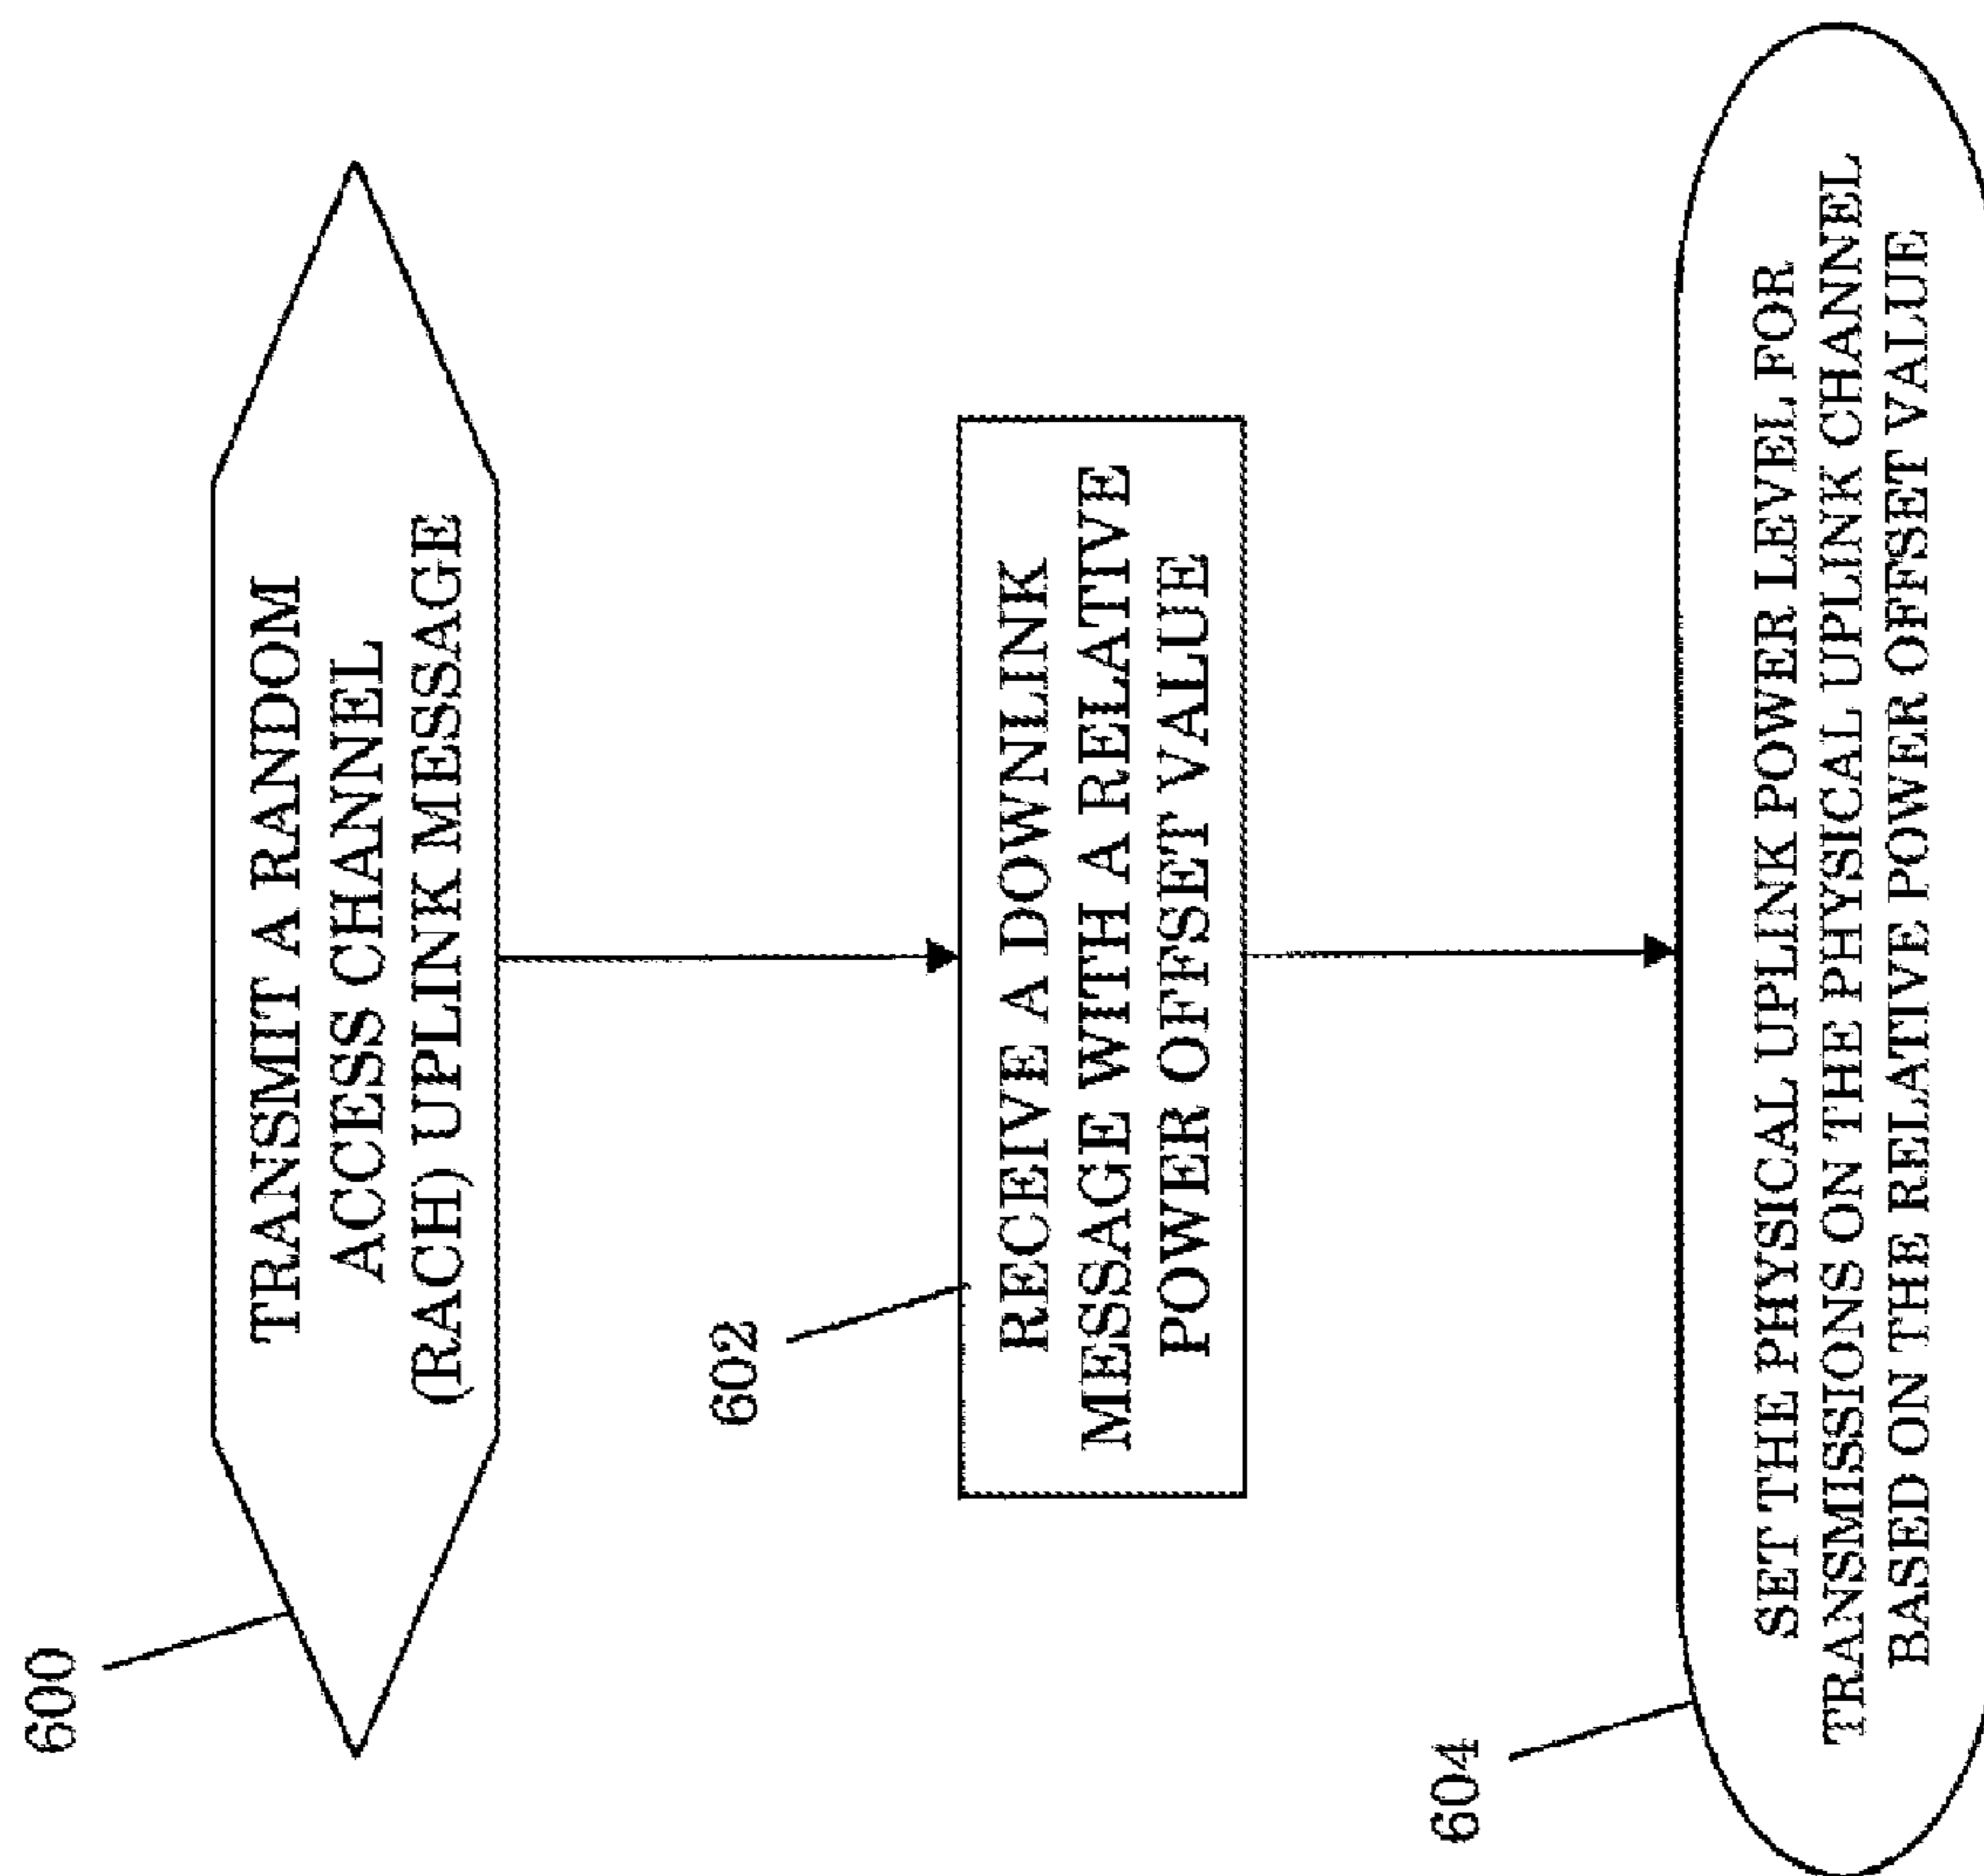 600
TRANSMIT A RANDOM
ACCESS CHANNEL
(RACH) UPLINK MESSAGE
602
RECEIVE A DOWNLINK
MESSAGE WITH A RELATIVE
POWER OFFSET VALUE
604
SET THE PHYSICAL UPLINK POWER LEVEL FOR
TRANSMISSIONS ON THE PHYSICAL UPLINK CHANNEL
BASED ON THE RELATIVE POWER OFFSET VALUE